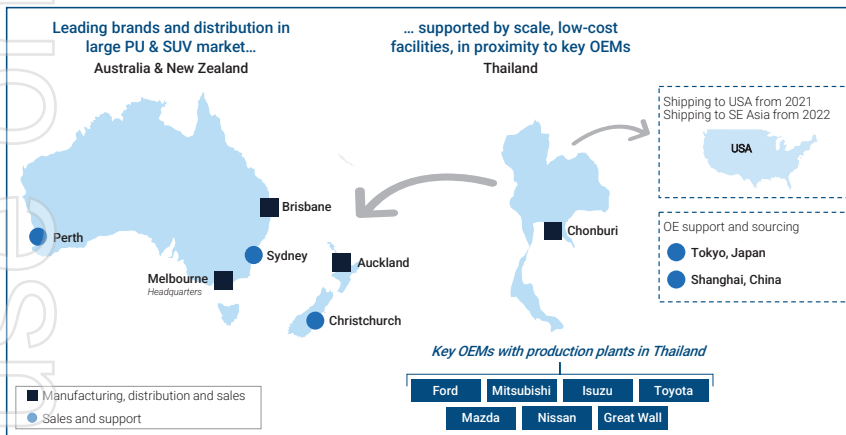 Leading brands and distribution in
large PU & SUV market…
Australia & New Zealand
… supported by scale, low-cost
facilities, in proximity to key OEMs
Thailand
Shipping to USA from 2021
Shipping to SE Asia from 2022
USA
Brisbane
Perth
Sydney
Melbourne
Headquarters
Auckland
Christchurch
Chonburi
OE support and sourcing
Tokyo, Japan
Shanghai, China
Key OEMs with production plants in Thailand
Ford
Mitsubishi
Isuzu
Toyota
Mazda
Nissan
Great Wall
Manufacturing, distribution and sales
Sales and support